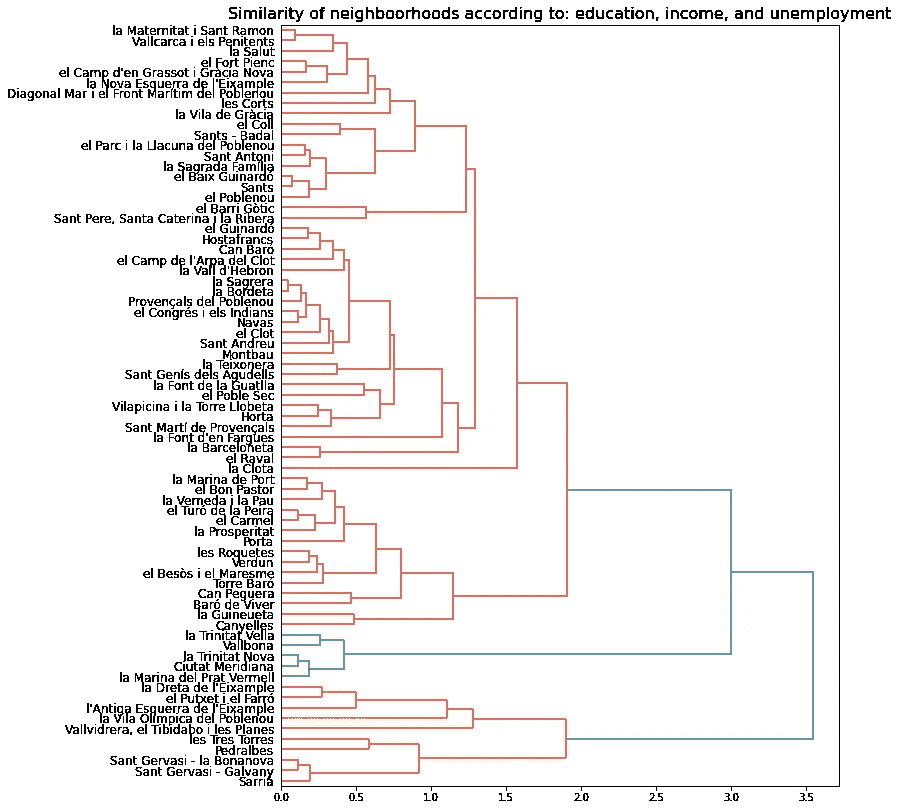 Similarity of neighboorhoods according to: education, income, and unemployment
la Maternitat i Sant Ramon
Vallcarca i els Penitents
la Salut
el Fort Pienc
el Camp d'en Grassot i Gràcia Nova
la Nova Esquerra de l'Eixample
Diagonal Mar i el Front Marítim del Poblenou
les Corts
la Vila de Gràcia
el Coll
Sants - Badal
el Parc i la Llacuna del Poblenou
Sant Antoni
la Sagrada Família
el Baix Guinardó
Sants
el Poblenou
el Barri Gòtic
Sant Pere, Santa Caterina i la Ribera
el Guinardó
Hostafrancs
Can Baró
el Camp de l'Arpa del Clot
la Vall d'Hebron
la Sagrera
la Bordeta
Provençals del Poblenou
el Congrés i els Indians
Navas
el Clot
Sant Andreu
Montbau
la Teixonera
Sant Genís dels Agudells
la Font de la Guatlla
el Poble Sec
Vilapicina i la Torre Llobeta
Horta
Sant Martí de Provençals
la Font d'en Fargues
la Barceloneta
el Raval
la Clota
la Marina de Port
el Bon Pastor
la Verneda i la Pau
el Turó de la Peira
el Carmel
la Prosperitat
Porta
les Roquetes
Verdun
el Besòs i el Maresme
Torre Baró
Can Peguera
Baró de Viver
la Guineueta
Canyelles
la Trinitat Vella
Vallbona
la Trinitat Nova
Ciutat Meridiana
la Marina del Prat Vermell
la Dreta de l'Eixample
el Putxet i el Farró
l'Antiga Esquerra de l'Eixample
la Vila Olímpica del Poblenou
Vallvidrera, el Tibidabo i les Planes
les Tres Torres
Pedralbes
Sant Gervasi - la Bonanova
Sant Gervasi - Galvany
Sarrià
0.0 0.5 1.0 1.5 2.0 2.5 3.0 3.5